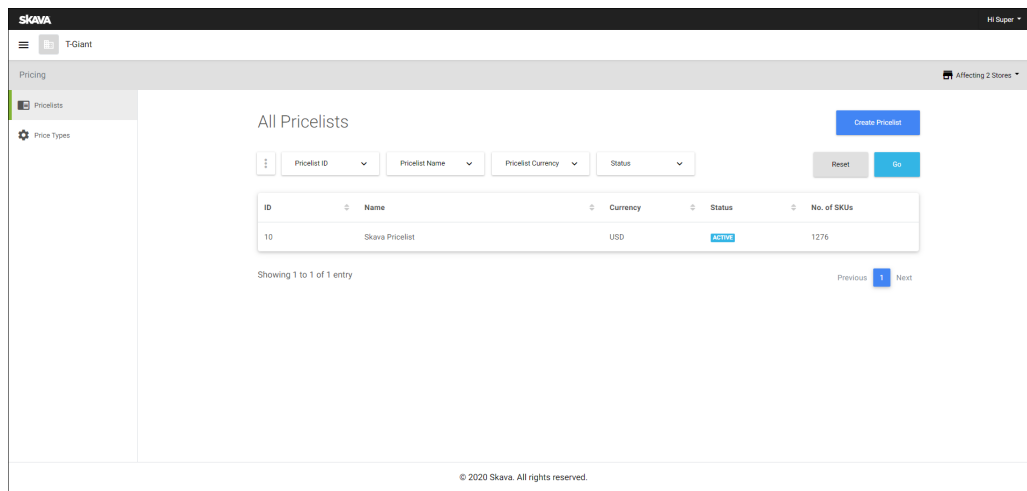 SKAVA
Hi Super
T-Giant
Pricing
Affecting 2 Stores
Pricelists
Price Types
All Pricelists
Create Pricelist
Pricelist ID Pricelist Name Pricelist Currency Status Reset Go
ID Name Currency Status No. of SKUs
10 Skava Pricelist USD ACTIVE 1276
Showing 1 to 1 of 1 entry
Previous 1 Next
© 2020 Skava. All rights reserved.